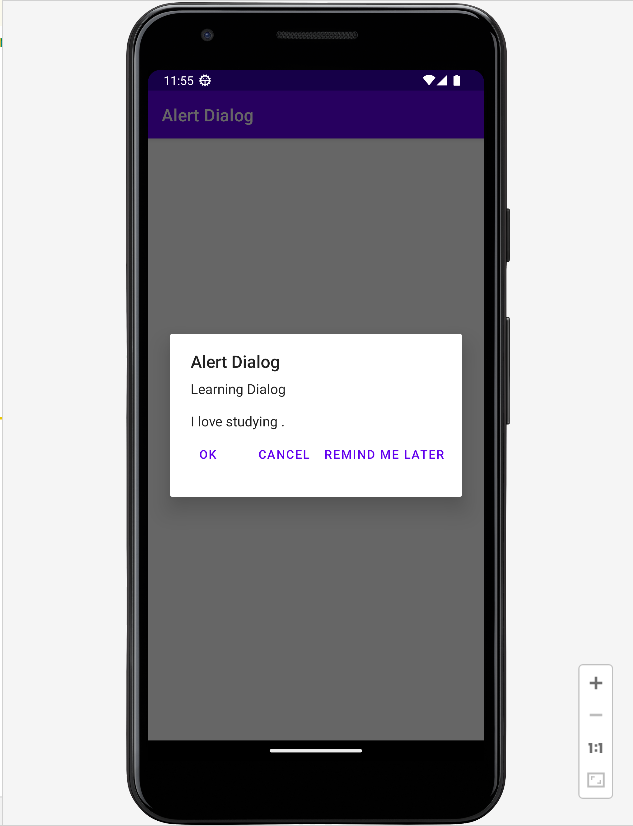 11:55
Alert Dialog
Alert Dialog
Learning Dialog
I love studying .
OK CANCEL REMIND ME LATER
1:1